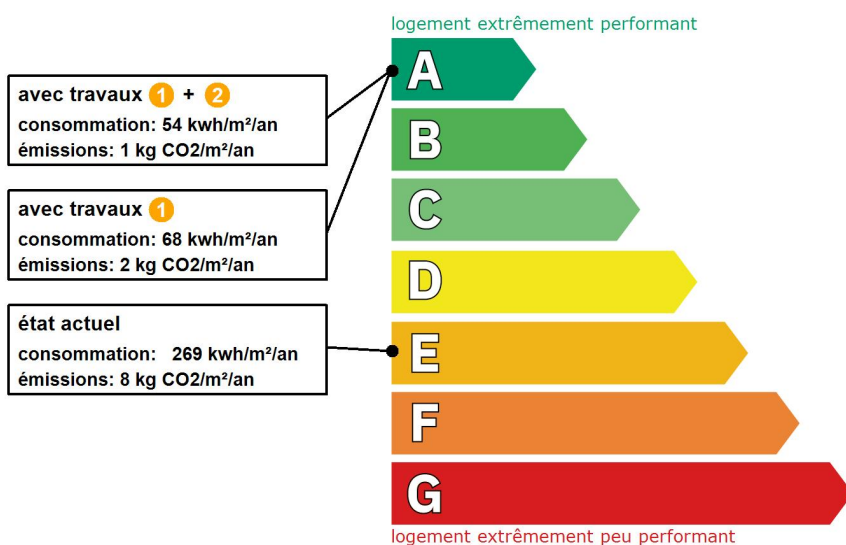 logement extrêmement performant
avec travaux 1 + 2
consommation: 54 kwh/m²/an
émissions: 1 kg CO2/m²/an
avec travaux 1
consommation: 68 kwh/m²/an
émissions: 2 kg CO2/m²/an
état actuel
consommation: 269 kwh/m²/an
émissions: 8 kg CO2/m²/an
A
B
C
D
E
F
G
logement extrêmement peu performant